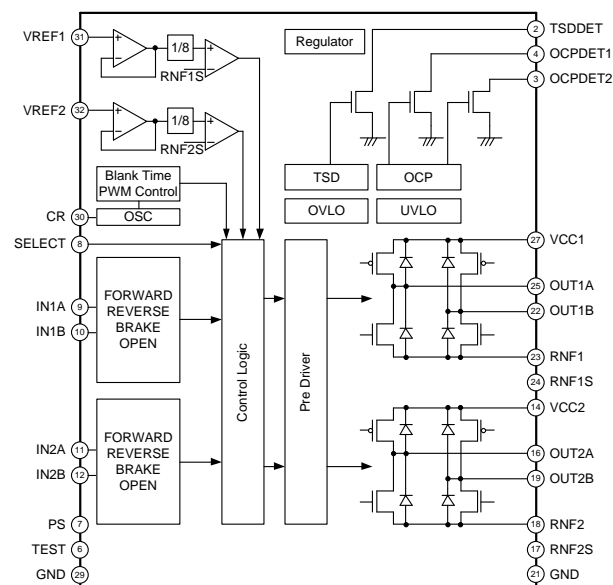 VREF1 31
1/8
RNF1S
Regulator
2 TSDDET
4 OCPDET1
3 OCPDET2
VREF2 32
1/8
RNF2S
Blank Time
PWM Control
CR 30
OSC
SELECT 8
TSD
OCP
OVLO
UVLO
IN1A 9
IN1B 10
FORWARD
REVERSE
BRAKE
OPEN
Control Logic
Pre Driver
27 VCC1
25 OUT1A
22 OUT1B
23 RNF1
24 RNF1S
14 VCC2
IN2A 11
IN2B 12
FORWARD
REVERSE
BRAKE
OPEN
16 OUT2A
19 OUT2B
PS 7
TEST 6
GND 29
18 RNF2
17 RNF2S
21 GND